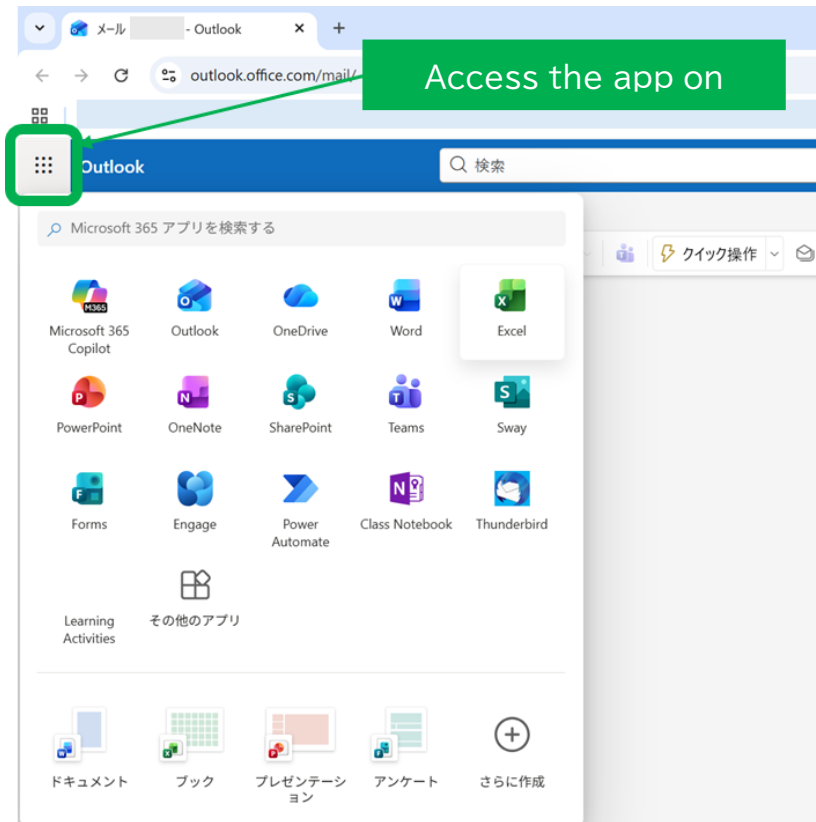 メール - Outlook
outlook.office.com/mail/
Access the app on
Outlook
検索
Microsoft 365 アプリを検索する
クイック操作
M365
Microsoft 365
Copilot
Outlook
OneDrive
Word
Excel
PowerPoint
OneNote
SharePoint
Teams
Sway
Forms
Engage
Power
Automate
Class Notebook
Thunderbird
Learning
Activities
その他のアプリ
ドキュメント
ブック
プレゼンテーシ
ョン
アンケート
さらに作成